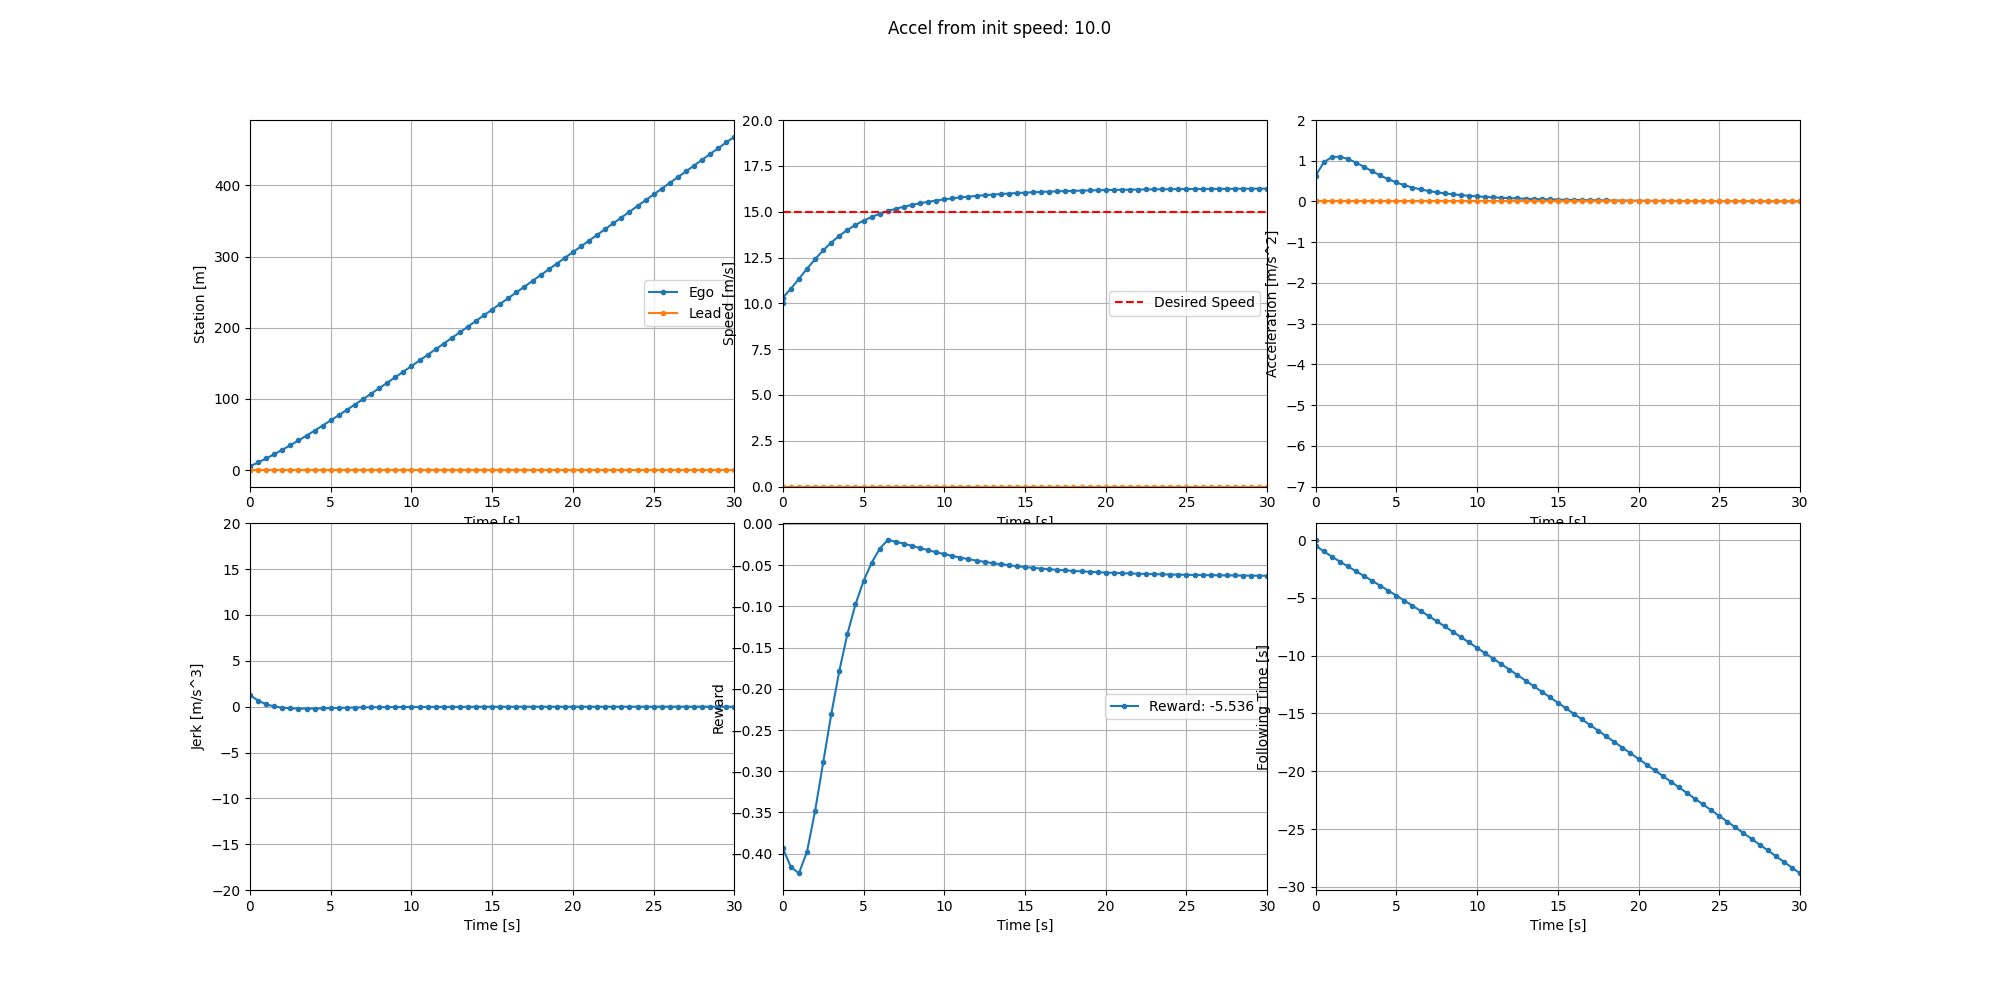 Accel from init speed: 10.0
Station [m]
400
300
200
100
0
0 5 10 15 20 25 30
Time [s]
Ego
Lead
Speed [m/s]
20.0
17.5
15.0
12.5
10.0
7.5
5.0
2.5
0.0
0 5 10 15 20 25 30
Time [s]
Desired Speed
Acceleration [m/s^2]
2
1
0
−1
−2
−3
−4
−5
−6
−7
0 5 10 15 20 25 30
Time [s]
Jerk [m/s^3]
20
15
10
5
0
−5
−10
−15
−20
0 5 10 15 20 25 30
Time [s]
Reward
0.00
−0.05
−0.10
−0.15
−0.20
−0.25
−0.30
−0.35
−0.40
0 5 10 15 20 25 30
Time [s]
Reward: -5.536
Following Time [s]
0
−5
−10
−15
−20
−25
−30
0 5 10 15 20 25 30
Time [s]